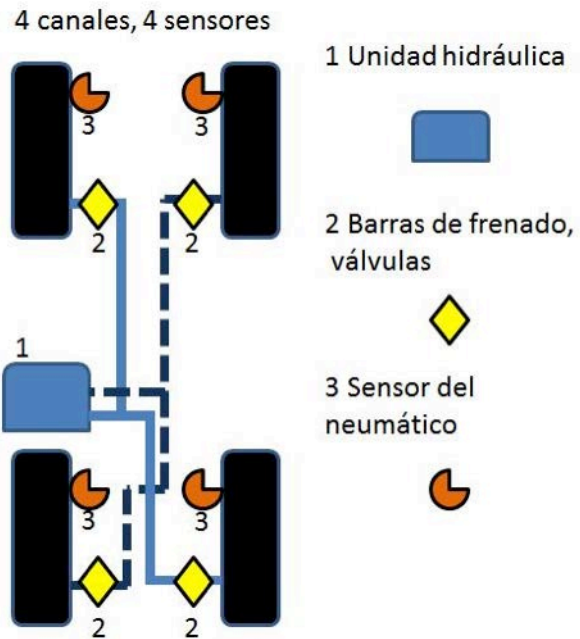 4 canales, 4 sensores
1 Unidad hidráulica
3
3
2 Barras de frenado,
válvulas
2
2
1
3 Sensor del
neumático
3
3
2
2